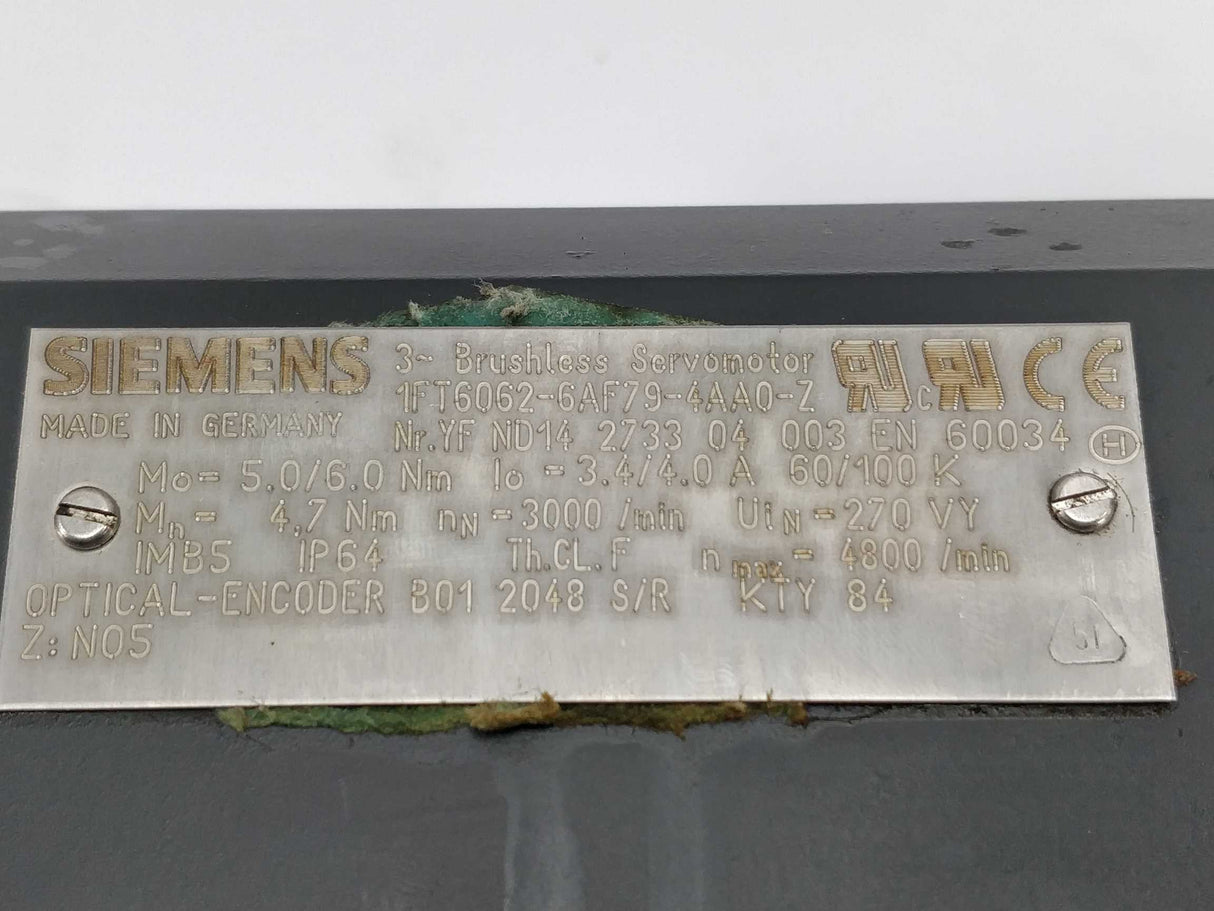 SIEMENS 3~ Brushless Servomotor
1FT6062-6AF79-4AA0-Z
MADE IN GERMANY Nr.YF ND14 2733 04 003 EN 60034 H
Mo= 5.0/6.0 Nm Io = 3.4/4.0 A 60/100 K
Mn= 4,7 Nm nN = 3000 /min UiN = 270 VY
IMB5 IP64 Th.CL.F n max = 4800 /min
OPTICAL-ENCODER B01 2048 S/R KTY 84
Z: N05
51